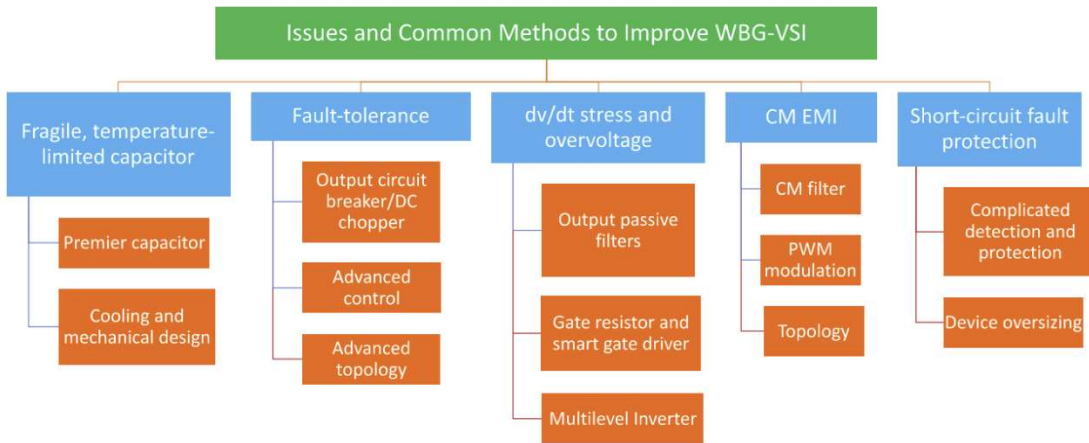 Issues and Common Methods to Improve WBG-VSI
Fragile, temperature-
limited capacitor
Premier capacitor
Cooling and
mechanical design
Fault-tolerance
Output circuit
breaker/DC
chopper
Advanced
control
Advanced
topology
dv/dt stress and
overvoltage
Output passive
filters
Gate resistor and
smart gate driver
Multilevel Inverter
CM EMI
CM filter
PWM
modulation
Topology
Short-circuit fault
protection
Complicated
detection and
protection
Device oversizing